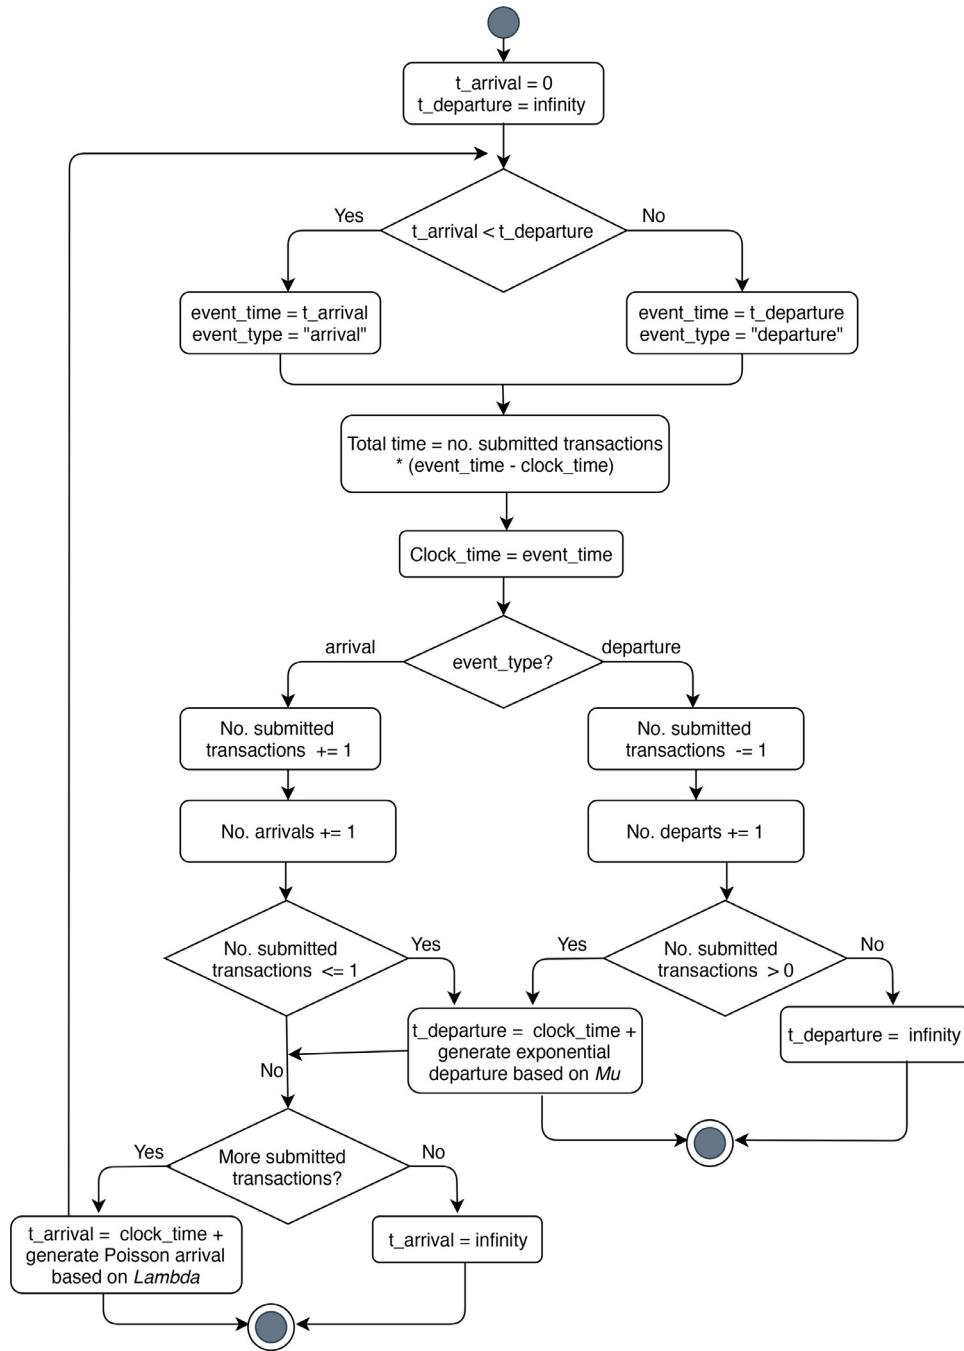 t_arrival = 0
t_departure = infinity
Yes
t_arrival < t_departure
No
event_time = t_arrival
event_type = "arrival"
event_time = t_departure
event_type = "departure"
Total time = no. submitted transactions
* (event_time - clock_time)
Clock_time = event_time
arrival
event_type?
departure
No. submitted
transactions += 1
No. submitted
transactions -= 1
No. arrivals += 1
No. departs += 1
No. submitted
transactions <= 1
Yes
Yes
No. submitted
transactions > 0
No
t_departure = clock_time +
generate exponential
departure based on Mu
t_departure = infinity
No
Yes
More submitted
transactions?
No
t_arrival = clock_time +
generate Poisson arrival
based on Lambda
t_arrival = infinity